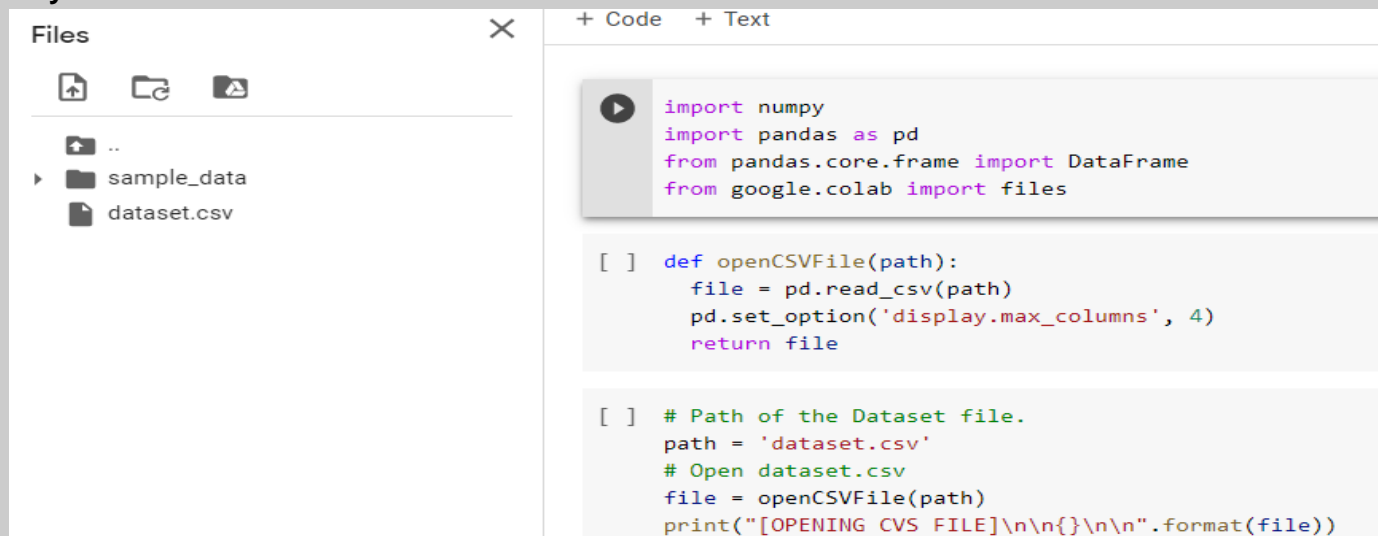 Files
..
sample_data
dataset.csv
+ Code + Text
import numpy
import pandas as pd
from pandas.core.frame import DataFrame
from google.colab import files
[ ] def openCSVFile(path):
file = pd.read_csv(path)
pd.set_option('display.max_columns', 4)
return file
[ ] # Path of the Dataset file.
path = 'dataset.csv'
# Open dataset.csv
file = openCSVFile(path)
print("[OPENING CVS FILE]\n\n{}\n\n".format(file))